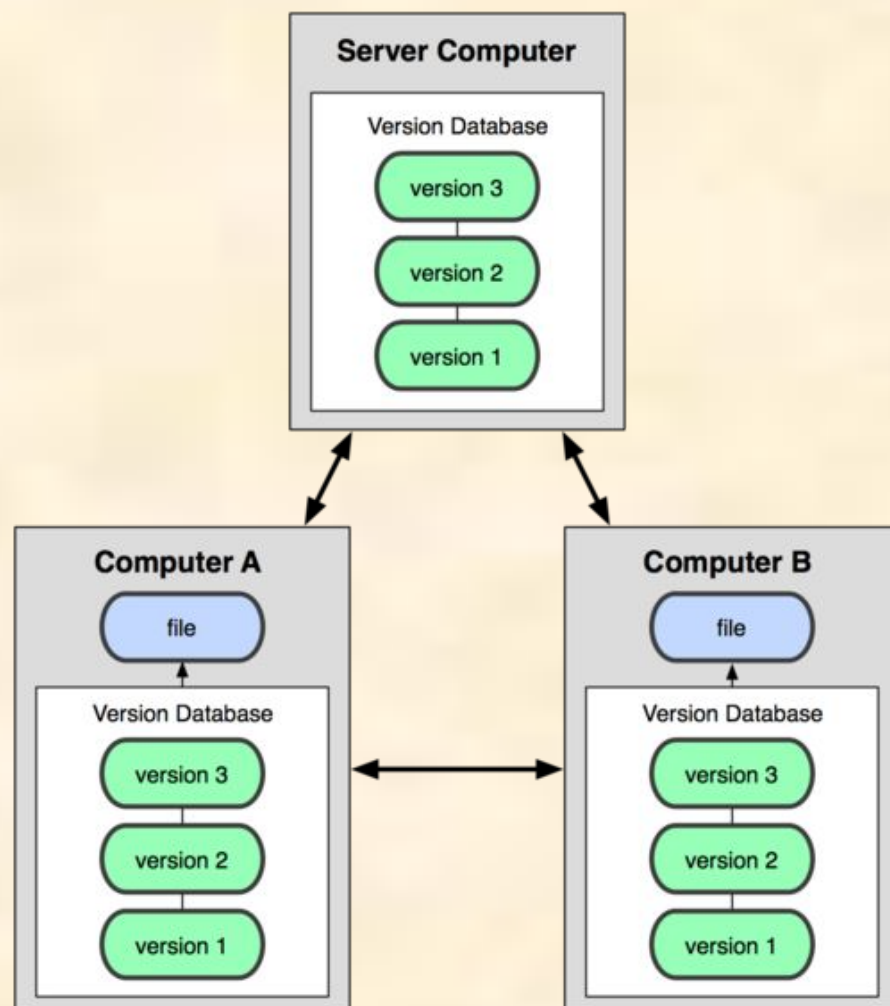 Server Computer
Version Database
version 3
version 2
version 1
Computer A
file
Version Database
version 3
version 2
version 1
Computer B
file
Version Database
version 3
version 2
version 1